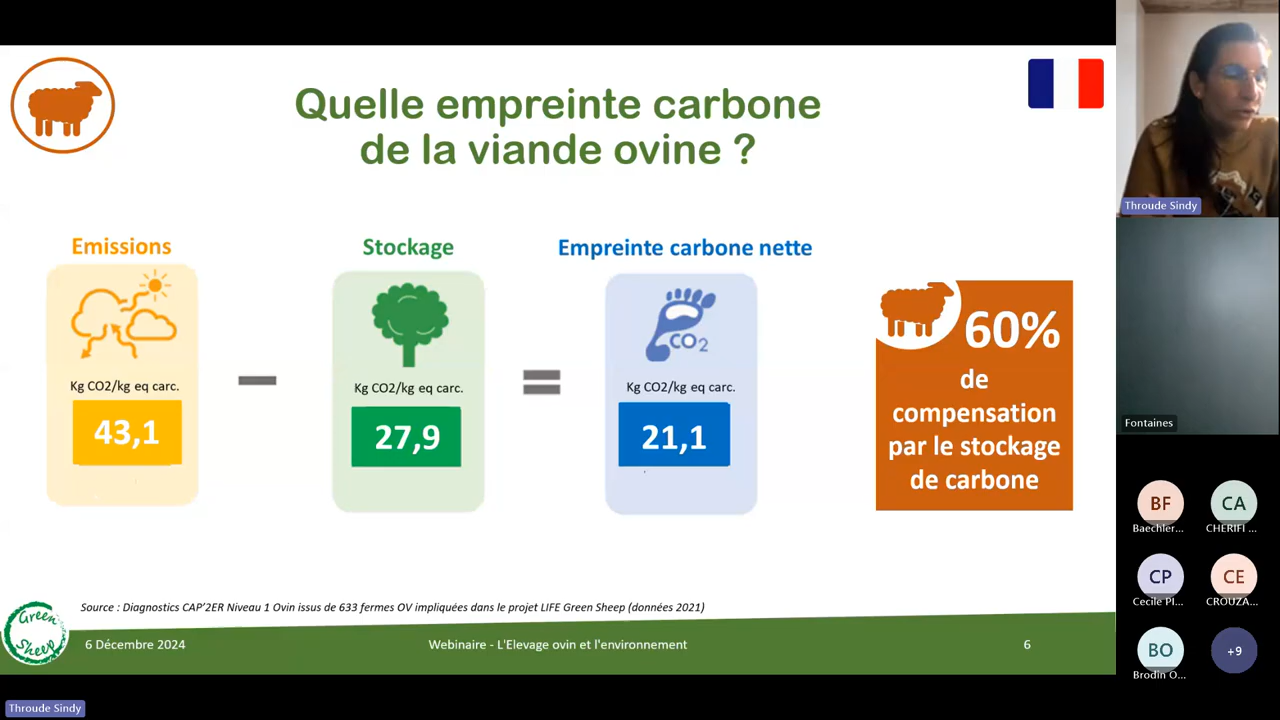 Quelle empreinte carbone
de la viande ovine ?
Emissions
Stockage
Empreinte carbone nette
Kg CO2/kg eq carc.
43,1
Kg CO2/kg eq carc.
27,9
CO2
Kg CO2/kg eq carc.
21,1
60%
de
compensation
par le stockage
de carbone
Source : Diagnostics CAP'2ER Niveau 1 Ovin issus de 633 fermes OV impliquées dans le projet LIFE Green Sheep (données 2021)
Green
Sheep
6 Décembre 2024
Webinaire - L'Elevage ovin et l'environnement
6
Throude Sindy
Fontaines
BF
CA
Baechler...
CHERIFI ...
CP
CE
Cecile Pl...
CROUZA...
BO
+9
Brodin O...
Throude Sindy